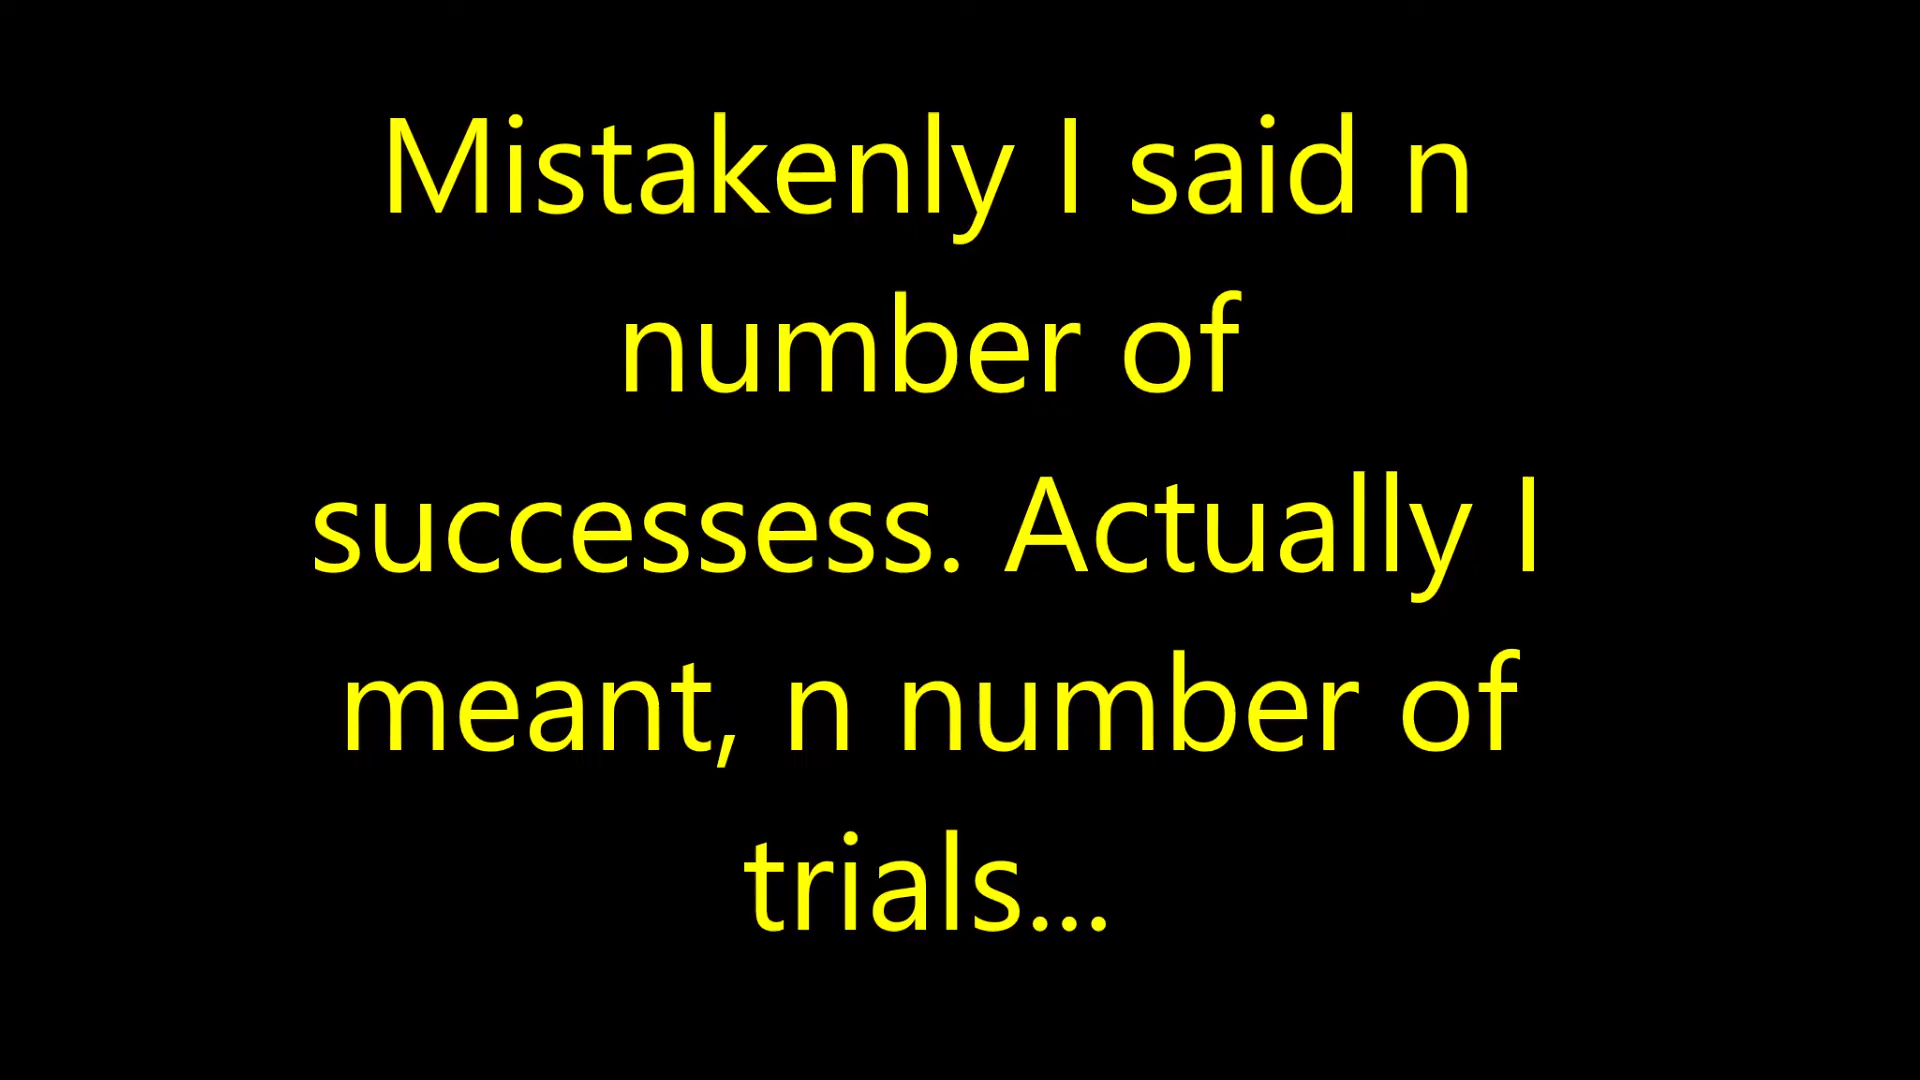 Mistakenly I said n
number of
successess. Actually I
meant, n number of
trials...